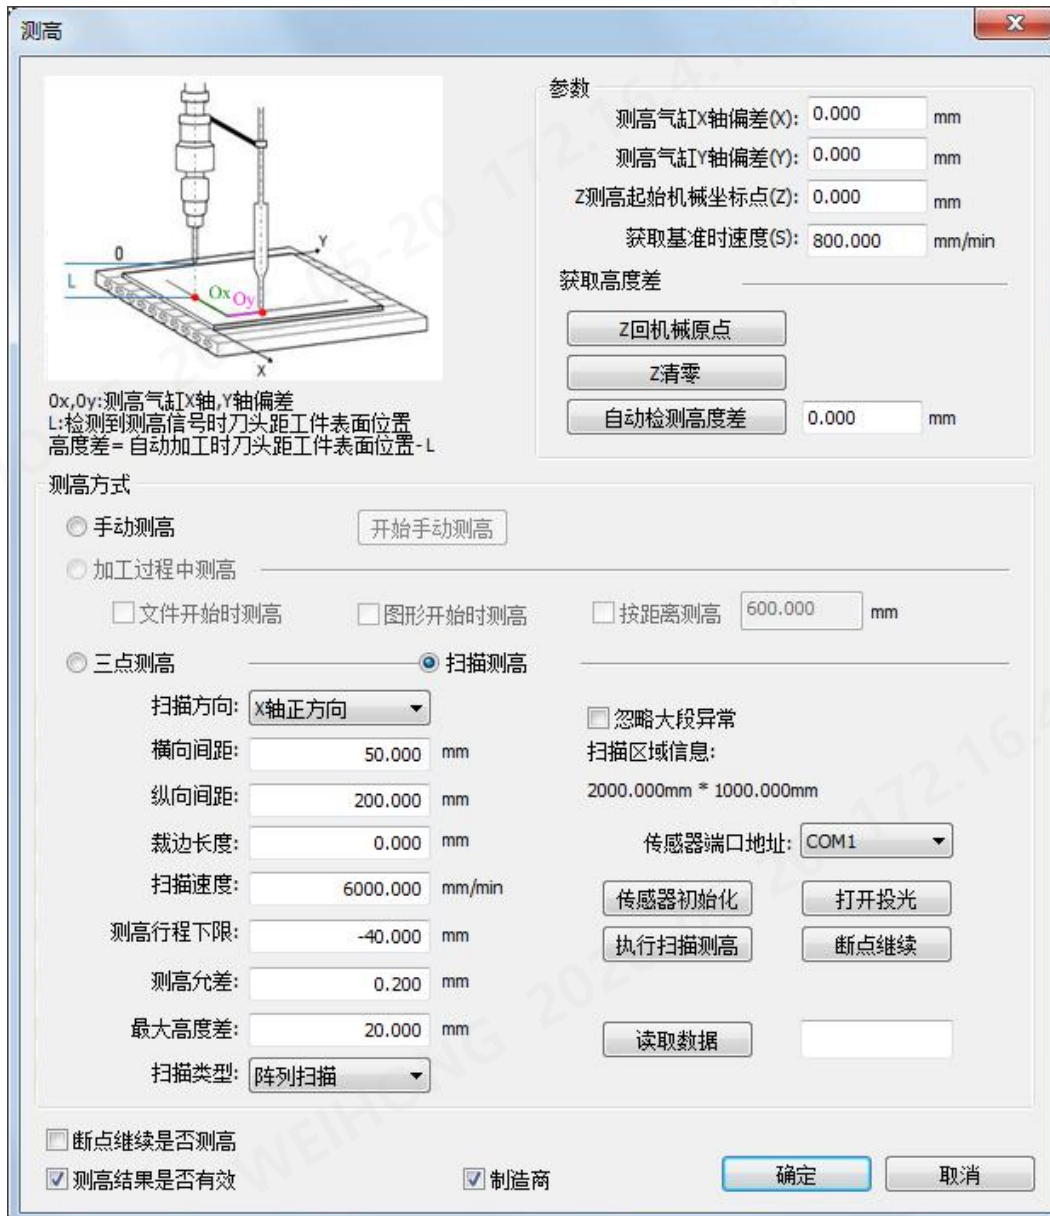 测高
参数
测高气缸X轴偏差(X): 0.000 mm
测高气缸Y轴偏差(Y): 0.000 mm
Z测高起始机械坐标点(Z): 0.000 mm
获取基准时速度(S): 800.000 mm/min
获取高度差
Z回机械原点
Z清零
自动检测高度差 0.000 mm
0
L
Y
Ox
Oy
X
Ox,Oy:测高气缸X轴,Y轴偏差
L:检测到测高信号时刀头距工件表面位置
高度差=自动加工时刀头距工件表面位置-L
测高方式
手动测高 开始手动测高
加工过程中测高
文件开始时测高 图形开始时测高 按距离测高 600.000 mm
三点测高 扫描测高
扫描方向: X轴正方向
横向间距: 50.000 mm
纵向间距: 200.000 mm
裁边长度: 0.000 mm
扫描速度: 6000.000 mm/min
测高行程下限: -40.000 mm
测高允差: 0.200 mm
最大高度差: 20.000 mm
扫描类型: 阵列扫描
忽略大段异常
扫描区域信息:
2000.000mm * 1000.000mm
传感器端口地址: COM1
传感器初始化 打开投光
执行扫描测高 断点继续
读取数据
断点继续是否测高
测高结果是否有效 制造商 确定 取消